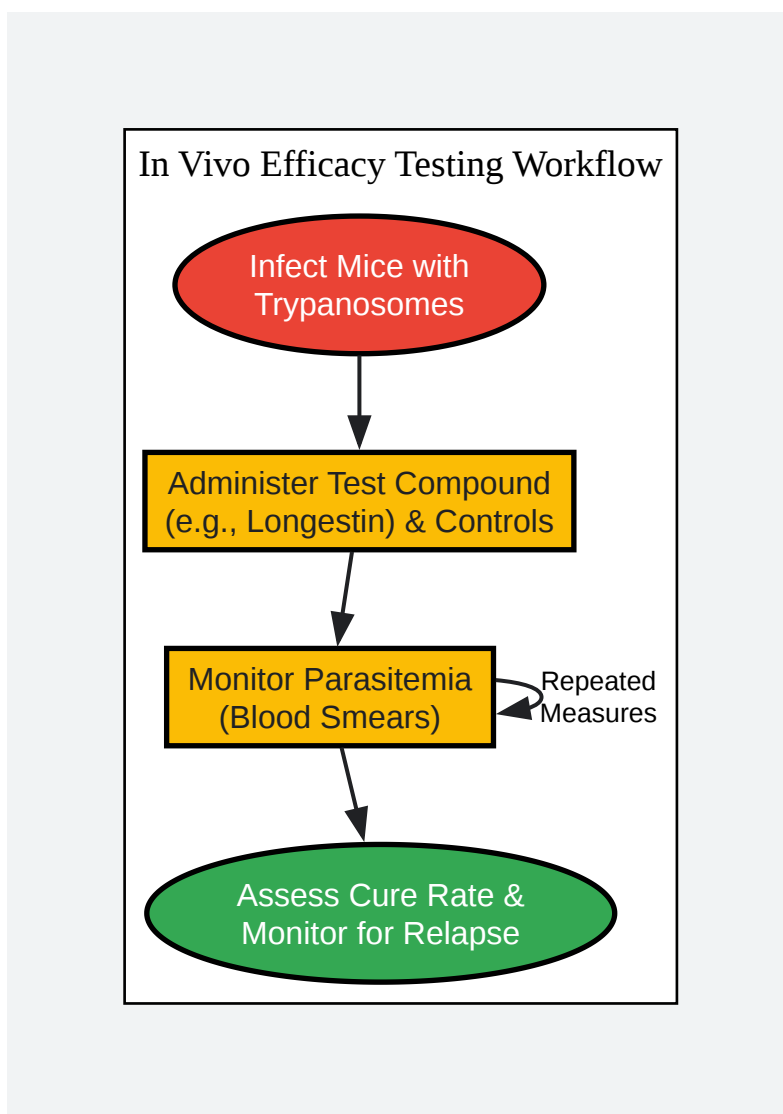 In Vivo Efficacy Testing Workflow
Infect Mice with
Trypanosomes
Administer Test Compound
(e.g., Longestin) & Controls
Monitor Parasitemia
(Blood Smears)
Repeated
Measures
Assess Cure Rate &
Monitor for Relapse